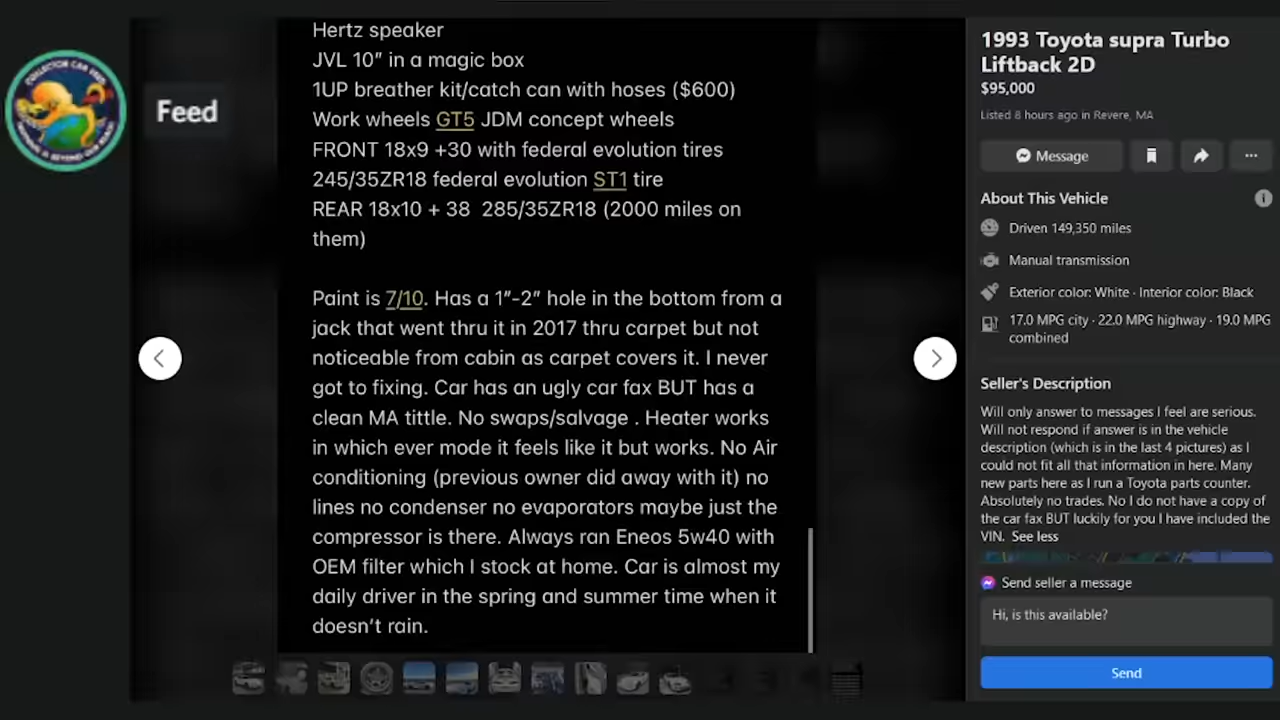 COLLECTOR CAR FEED
Feed
Hertz speaker
JVL 10” in a magic box
1UP breather kit/catch can with hoses ($600)
Work wheels GT5 JDM concept wheels
FRONT 18x9 +30 with federal evolution tires
245/35ZR18 federal evolution ST1 tire
REAR 18x10 + 38  285/35ZR18 (2000 miles on
them)
Paint is 7/10. Has a 1”-2” hole in the bottom from a
jack that went thru it in 2017 thru carpet but not
noticeable from cabin as carpet covers it. I never
got to fixing. Car has an ugly car fax BUT has a
clean MA tittle. No swaps/salvage . Heater works
in which ever mode it feels like it but works. No Air
conditioning (previous owner did away with it) no
lines no condenser no evaporators maybe just the
compressor is there. Always ran Eneos 5w40 with
OEM filter which I stock at home. Car is almost my
daily driver in the spring and summer time when it
doesn’t rain.
1993 Toyota supra Turbo
Liftback 2D
$95,000
Listed 8 hours ago in Revere, MA
Message
About This Vehicle
Driven 149,350 miles
Manual transmission
Exterior color: White · Interior color: Black
17.0 MPG city · 22.0 MPG highway · 19.0 MPG
combined
Seller's Description
Will only answer to messages I feel are serious.
Will not respond if answer is in the vehicle
description (which is in the last 4 pictures) as I
could not fit all that information in here. Many
new parts here as I run a Toyota parts counter.
Absolutely no trades. No I do not have a copy of
the car fax BUT luckily for you I have included the
VIN. See less
Send seller a message
Hi, is this available?
Send